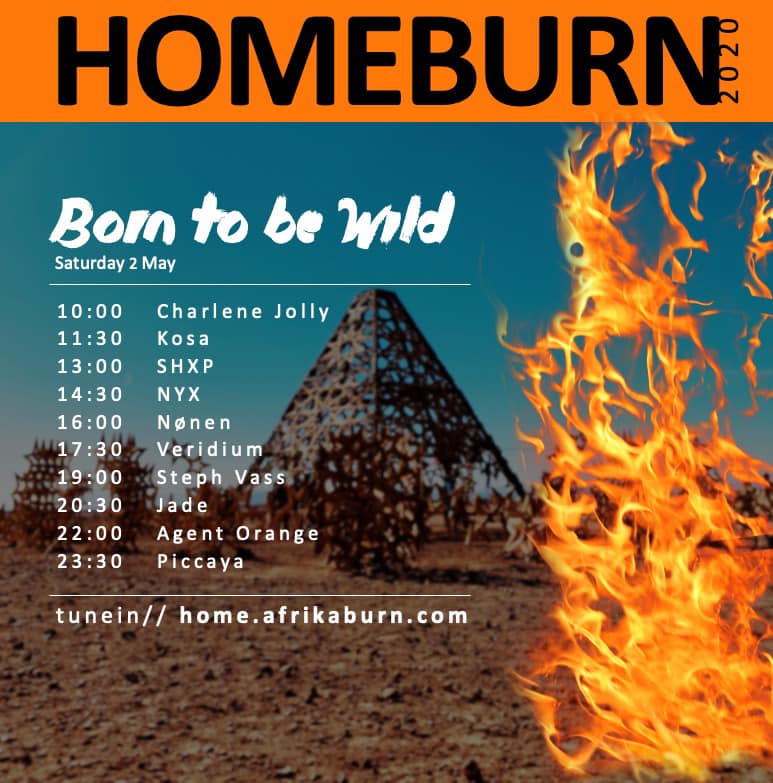 HOMEBURN 2020
Born to be Wild
Saturday 2 May
10:00 Charlene Jolly
11:30 Kosa
13:00 SHXP
14:30 NYX
16:00 Nønen
17:30 Veridium
19:00 Steph Vass
20:30 Jade
22:00 Agent Orange
23:30 Piccaya
tunein// home.afrikaburn.com